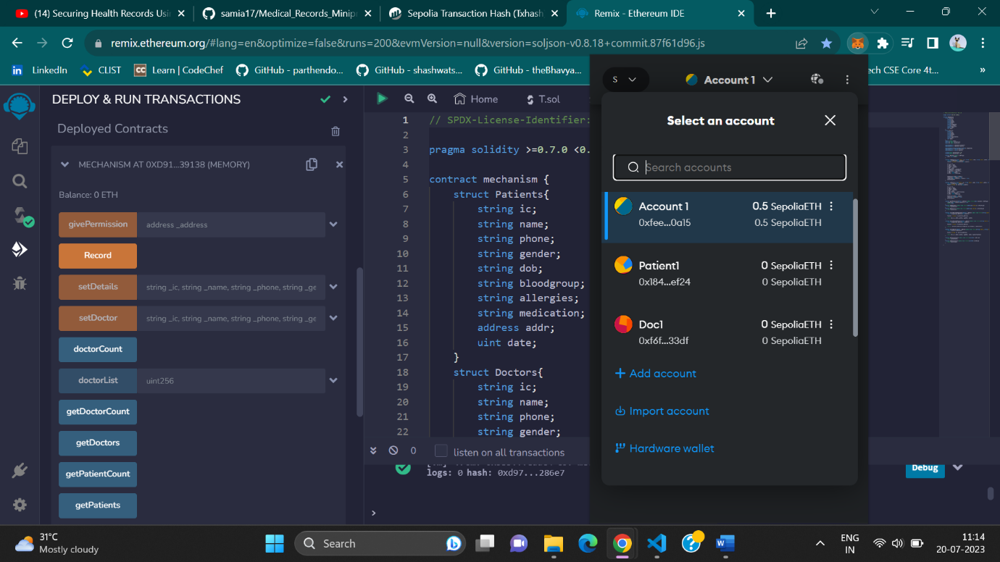 (14) Securing Health Records Usi
samia17/Medical_Records_Minip
Sepolia Transaction Hash (Txhash
Remix - Ethereum IDE
remix.ethereum.org/#lang=en&optimize=false&runs=200&evmVersion=null&version=soljson-v0.8.18+commit.87f61d96.js
LinkedIn
CLIST
Learn | CodeChef
GitHub - parthendo...
GitHub - shashwats...
GitHub - theBhavya...
ech CSE Core 4t...
»
DEPLOY & RUN TRANSACTIONS
Deployed Contracts
MECHANISM AT 0XD91...39138 (MEMORY)
Balance: 0 ETH
givePermission address _address
Record
setDetails string _ic, string _name, string _phone, string _ge
setDoctor string _ic, string _name, string _phone, string _ge
doctorCount
doctorList uint256
getDoctorCount
getDoctors
getPatientCount
getPatients
Home
T.sol
1 // SPDX-License-Identifier:
2
3 pragma solidity >=0.7.0 <0.
4
5 contract mechanism {
6 struct Patients{
7 string ic;
8 string name;
9 string phone;
10 string gender;
11 string dob;
12 string bloodgroup;
13 string allergies;
14 string medication;
15 address addr;
16 uint date;
17 }
18 struct Doctors{
19 string ic;
20 string name;
21 string phone;
22 string gender;
0
listen on all transactions
logs: 0 hash: 0xd97...286e7
Debug
>
S
Account 1
Select an account
Search accounts
Account 1 0.5 SepoliaETH
0xfee...0a15 0.5 SepoliaETH
Patient1 0 SepoliaETH
0x184...ef24 0 SepoliaETH
Doc1 0 SepoliaETH
0xf6f...33df 0 SepoliaETH
Add account
Import account
Hardware wallet
31°C
Mostly cloudy
Search
ENG
IN
11:14
20-07-2023